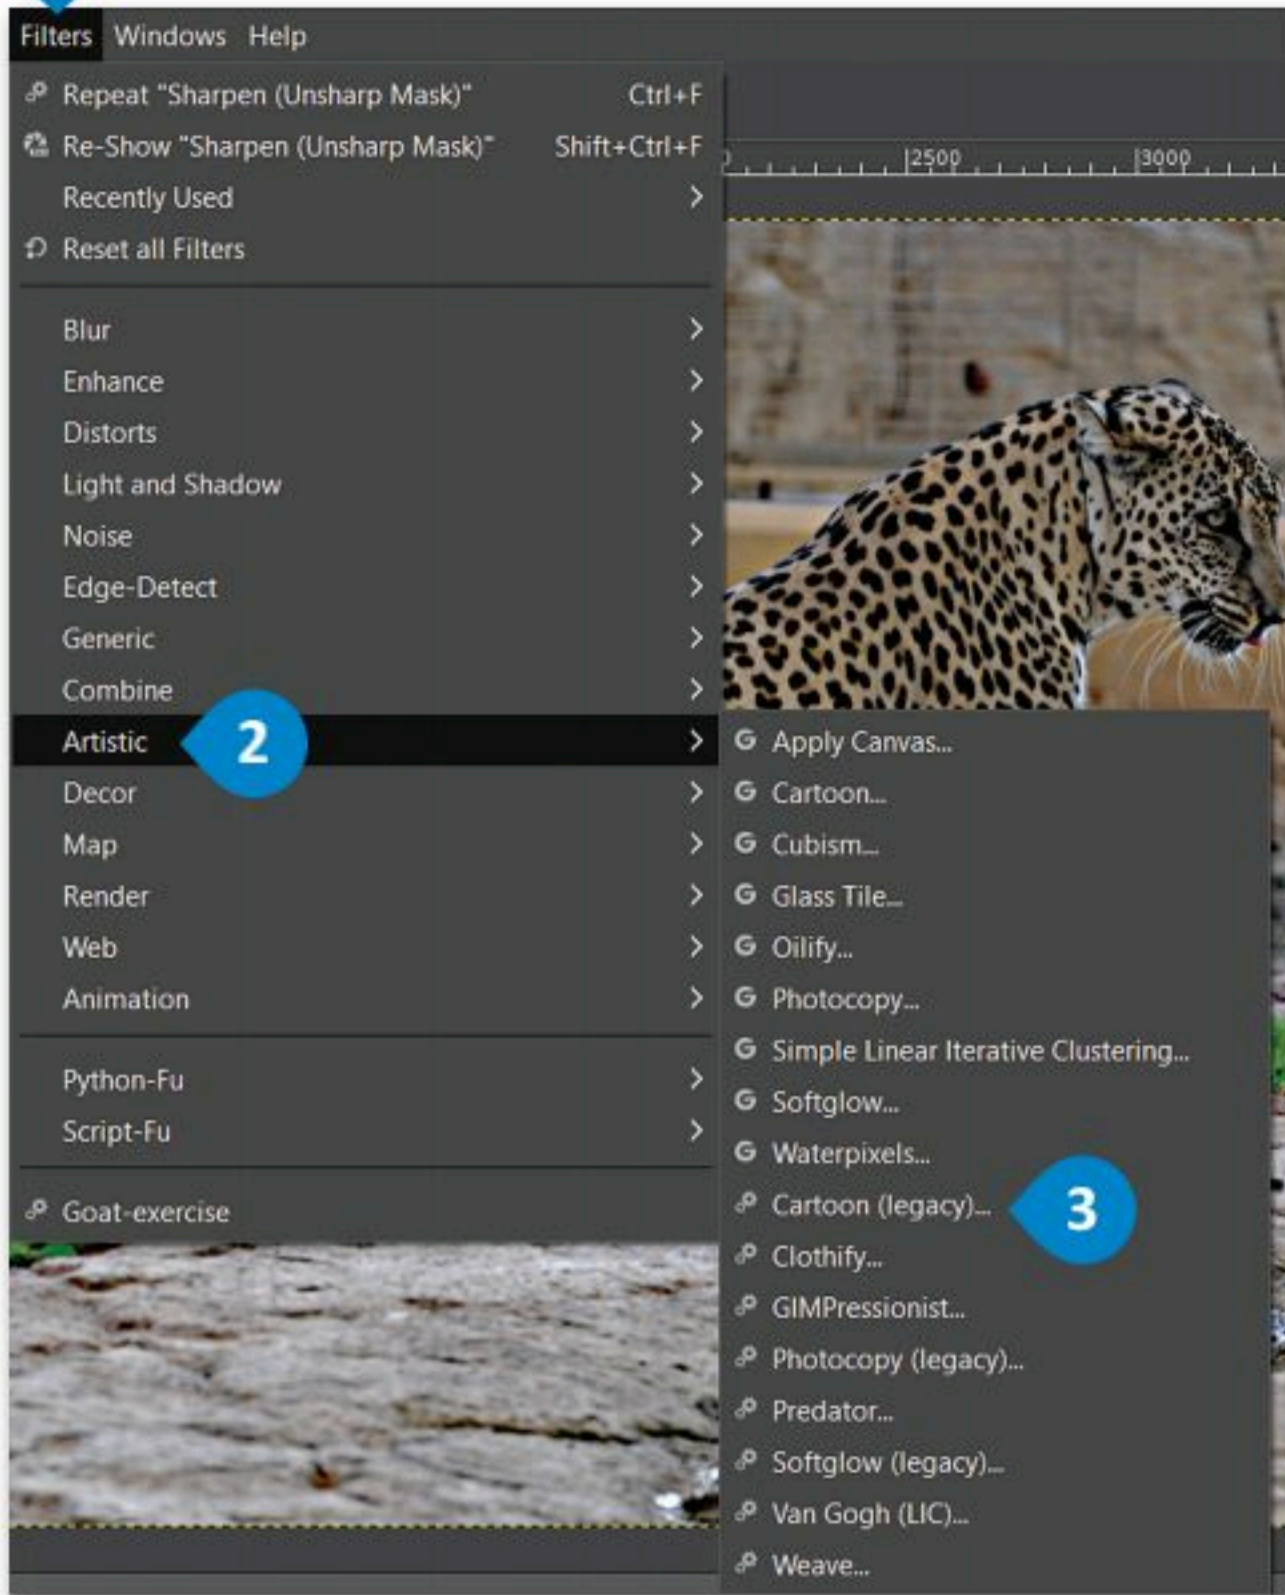 Filters Windows Help
Repeat "Sharpen (Unsharp Mask)" Ctrl+F
Re-Show "Sharpen (Unsharp Mask)" Shift+Ctrl+F
Recently Used
Reset all Filters
2500 3000
Blur
Enhance
Distorts
Light and Shadow
Noise
Edge-Detect
Generic
Combine
Artistic 2
Decor
Map
Render
Web
Animation
Python-Fu
Script-Fu
Goat-exercise
Apply Canvas...
Cartoon...
Cubism...
Glass Tile...
Oilify...
Photocopy...
Simple Linear Iterative Clustering...
Softglow...
Waterpixels...
Cartoon (legacy)... 3
Clothify...
GIMPressionist...
Photocopy (legacy)...
Predator...
Softglow (legacy)...
Van Gogh (LIC)...
Weave...